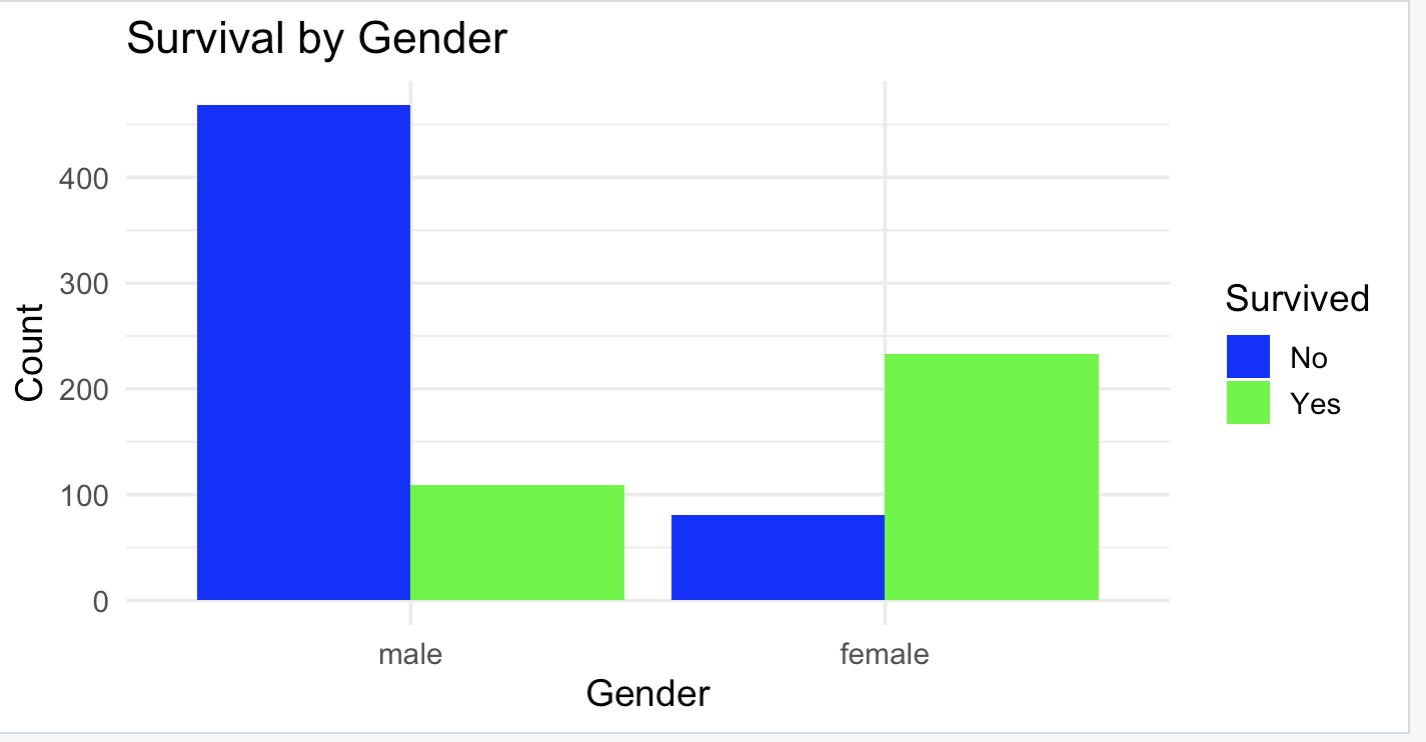 Survival by Gender
Count
400
300
200
100
0
male
female
Gender
Survived
No
Yes